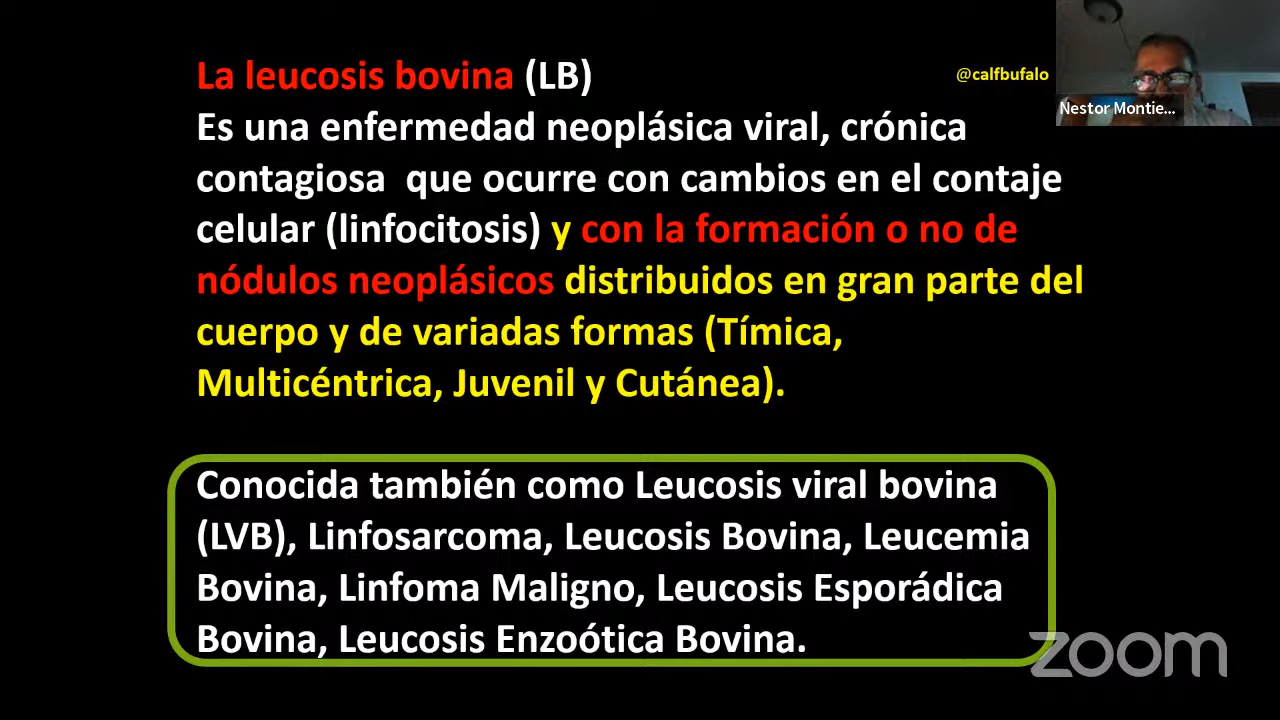 La leucosis bovina (LB)
@calfbufalo
Nestor Montie...
Es una enfermedad neoplásica viral, crónica
contagiosa que ocurre con cambios en el contaje
celular (linfocitosis) y con la formación o no de
nódulos neoplásicos distribuidos en gran parte del
cuerpo y de variadas formas (Tímica,
Multicéntrica, Juvenil y Cutánea).
Conocida también como Leucosis viral bovina
(LVB), Linfosarcoma, Leucosis Bovina, Leucemia
Bovina, Linfoma Maligno, Leucosis Esporádica
Bovina, Leucosis Enzoótica Bovina.
zoom